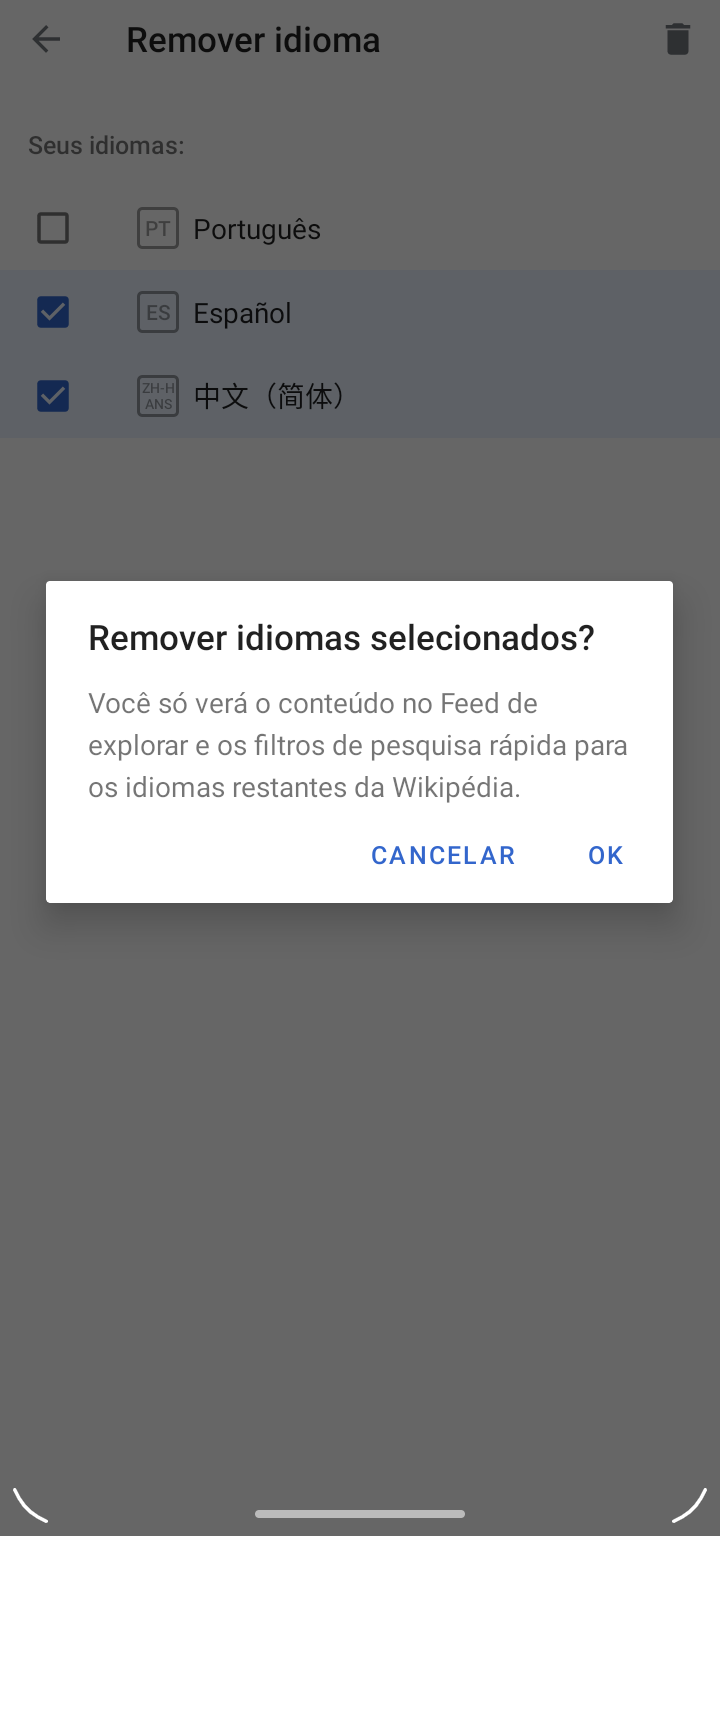 Remover idioma
Seus idiomas:
PT Português
ES Español
ZH-H
ANS
中文（简体）
Remover idiomas selecionados?
Você só verá o conteúdo no Feed de
explorar e os filtros de pesquisa rápida para
os idiomas restantes da Wikipédia.
CANCELAR OK